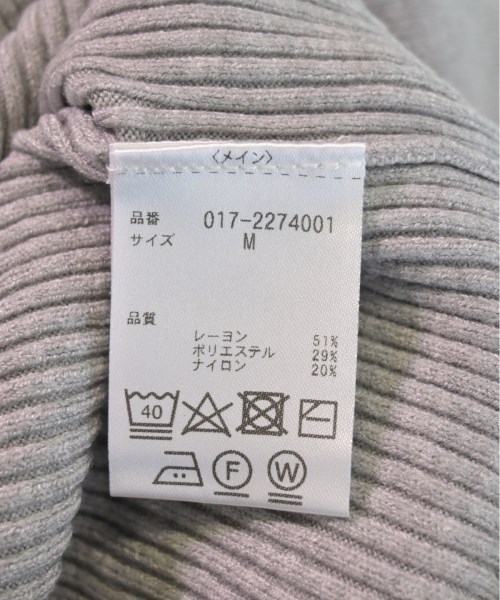 〈メイン〉
品番 017-2274001
サイズ M
品質
レーヨン 51%
ポリエステル 29%
ナイロン 20%
40
F W